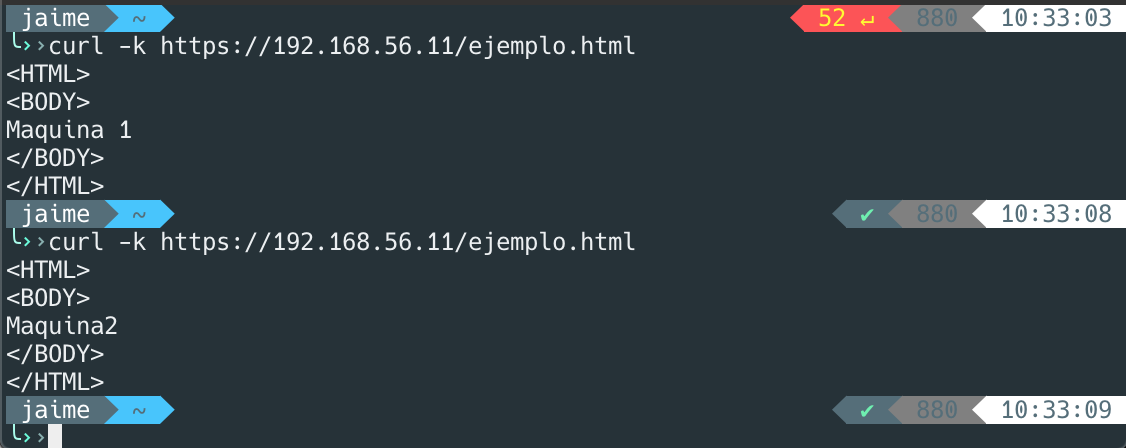 jaime ~ 52 ↵ 880 10:33:03
╰››curl -k https://192.168.56.11/ejemplo.html
<HTML>
<BODY>
Maquina 1
</BODY>
</HTML>
jaime ~ ✔ 880 10:33:08
╰››curl -k https://192.168.56.11/ejemplo.html
<HTML>
<BODY>
Maquina2
</BODY>
</HTML>
jaime ~ ✔ 880 10:33:09
╰››